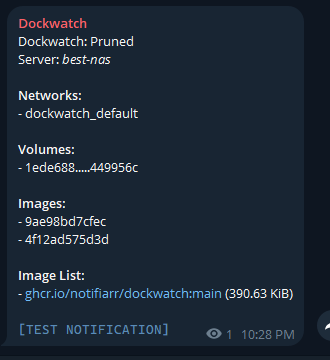 Dockwatch
Dockwatch: Pruned
Server: best-nas
Networks:
- dockwatch_default
Volumes:
- 1ede688.....449956c
Images:
- 9ae98bd7cfec
- 4f12ad575d3d
Image List:
- ghcr.io/notifiarr/dockwatch:main (390.63 KiB)
[TEST NOTIFICATION]
1 10:28 PM